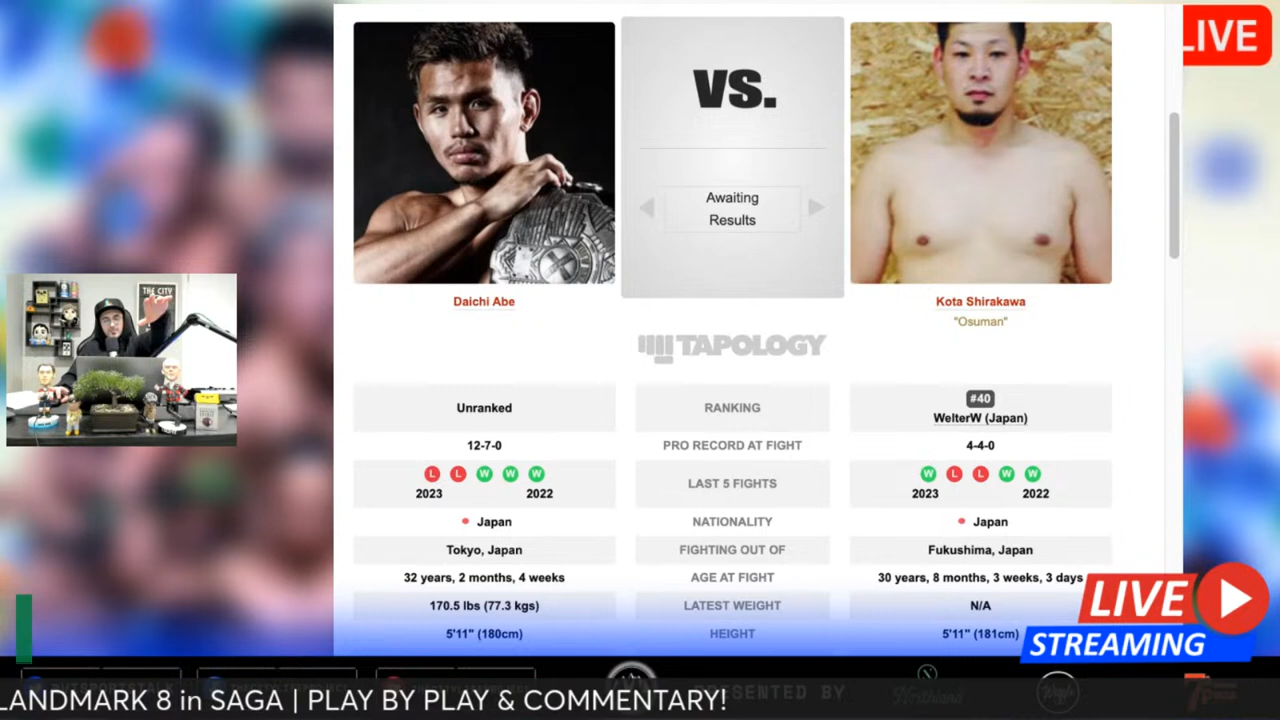 LIVE
VS.
Awaiting
Results
Daichi Abe
Kota Shirakawa
"Osuman"
TAPOLOGY
THE CITY
Unranked
RANKING
#40
WelterW (Japan)
12-7-0
PRO RECORD AT FIGHT
4-4-0
L L W W W
LAST 5 FIGHTS
W L L W W
2023
2022
2023
2022
Japan
NATIONALITY
Japan
Tokyo, Japan
FIGHTING OUT OF
Fukushima, Japan
32 years, 2 months, 4 weeks
AGE AT FIGHT
30 years, 8 months, 3 weeks, 3 days
170.5 lbs (77.3 kgs)
LATEST WEIGHT
N/A
5'11" (180cm)
HEIGHT
5'11" (181cm)
LIVE
STREAMING
PRESENTED BY
Northland
LANDMARK 8 in SAGA | PLAY BY PLAY & COMMENTARY!